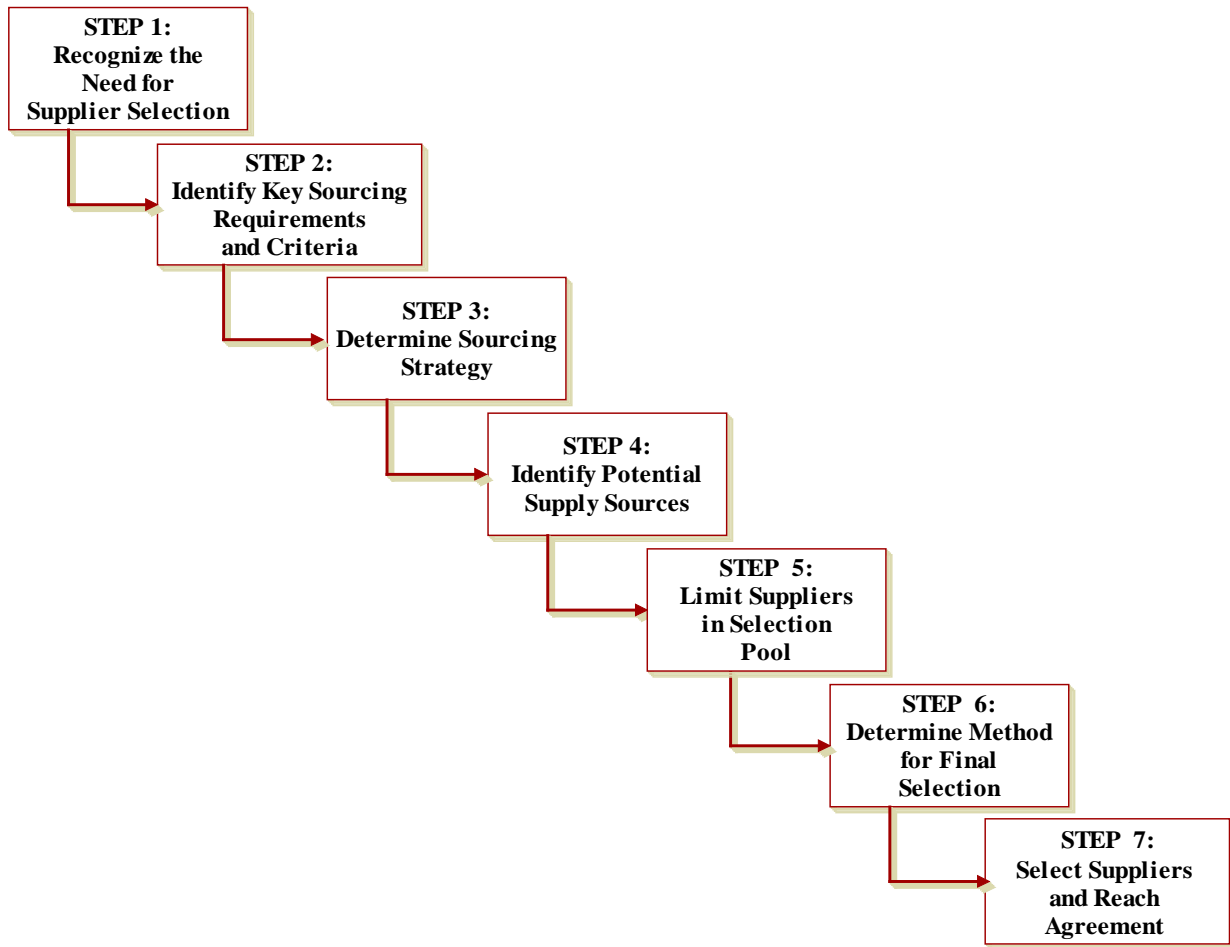 STEP 1:
Recognize the
Need for
Supplier Selection
STEP 2:
Identify Key Sourcing
Requirements
and Criteria
STEP 3:
Determine Sourcing
Strategy
STEP 4:
Identify Potential
Supply Sources
STEP 5:
Limit Suppliers
in Selection
Pool
STEP 6:
Determine Method
for Final
Selection
STEP 7:
Select Suppliers
and Reach
Agreement